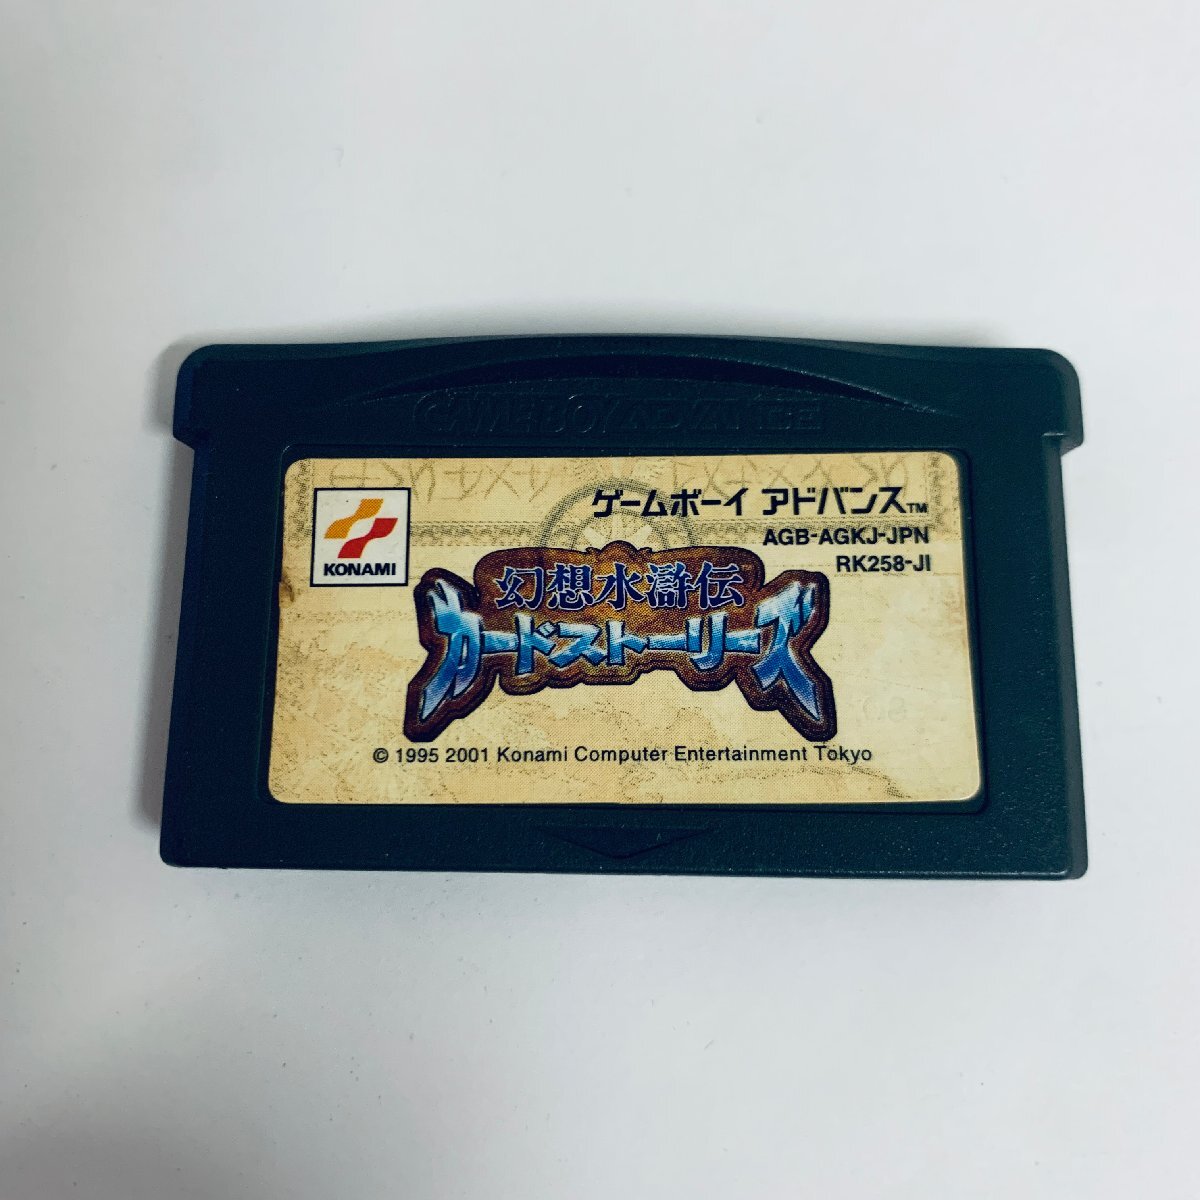 GAME BOY ADVANCE
ゲームボーイ アドバンス™
AGB-AGKJ-JPN
RK258-JI
KONAMI
幻想水滸伝
カードストーリーズ
© 1995 2001 Konami Computer Entertainment Tokyo